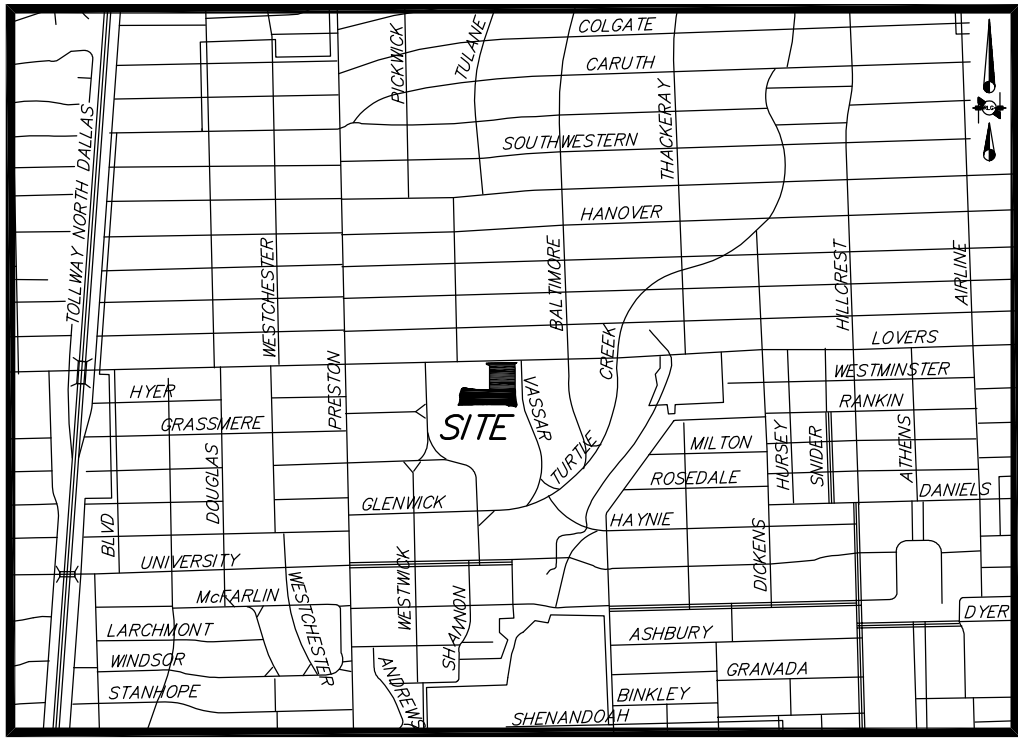 COLGATE
PICKWICK
TULANE
CARUTH
THACKERAY
TOLLWAY NORTH DALLAS
SOUTHWESTERN
HANOVER
WESTCHESTER
BALTIMORE
HILLCREST
AIRLINE
LOVERS
CREEK
PRESTON
HYER
VASSAR
WESTMINSTER
RANKIN
GRASSMERE
SITE
TURTLE
MILTON
HURSEY
SNIDER
ATHENS
DOUGLAS
ROSEDALE
DANIELS
GLENWICK
HAYNIE
BLVD
DICKENS
UNIVERSITY
WESTWICK
WESTCHESTER
McFARLIN
SHANNON
DYER
LARCHMONT
ASHBURY
WINDSOR
ANDREWS
GRANADA
STANHOPE
BINKLEY
SHENANDOAH